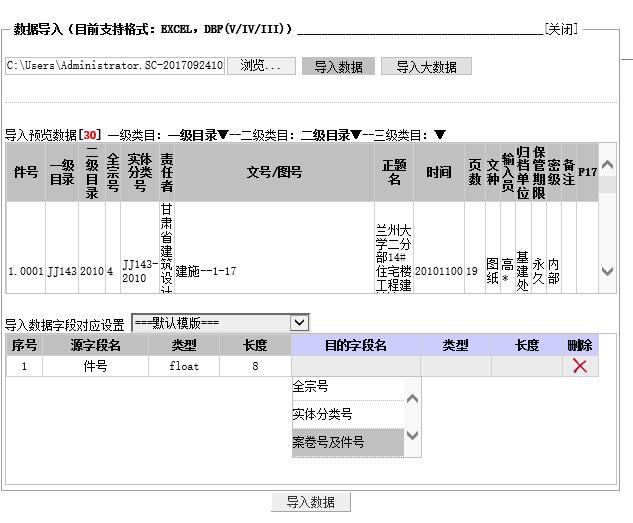 数据导入（目前支持格式：EXCEL，DBF(V/IV/III)）[关闭]
C:\Users\Administrator.SC-2017092410 浏览... 导入数据 导入大数据
导入预览数据[30] 一级类目：一级目录▼--二级类目：二级目录▼--三级类目：▼
件号 一级目录 二级目录 全宗号 实体分类号 责任者 文号/图号 正题名 时间 页数 文种 输入员 归档单位 保管期限 密级 备注 F17
1.0001 JJ143 2010 4 JJ143-2010 甘肃省建筑设计 建施--1-17 兰州大学二分部14#住宅楼工程建 20101100 19 图纸 高* 基建处 永久 内部
导入数据字段对应设置 ===默认模版===
序号 源字段名 类型 长度 目的字段名 类型 长度 删除
1 件号 float 8
全宗号
实体分类号
案卷号及件号
导入数据